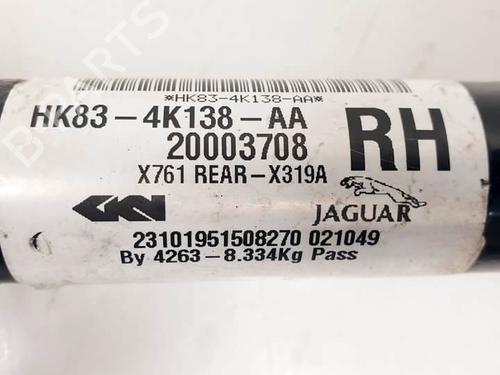 *HK83-4K138-AA*
HK83-4K138-AA
RH
20003708
X761 REAR-X319A
GKN
JAGUAR
23101951508270 021049
By 4263-8.334Kg Pass